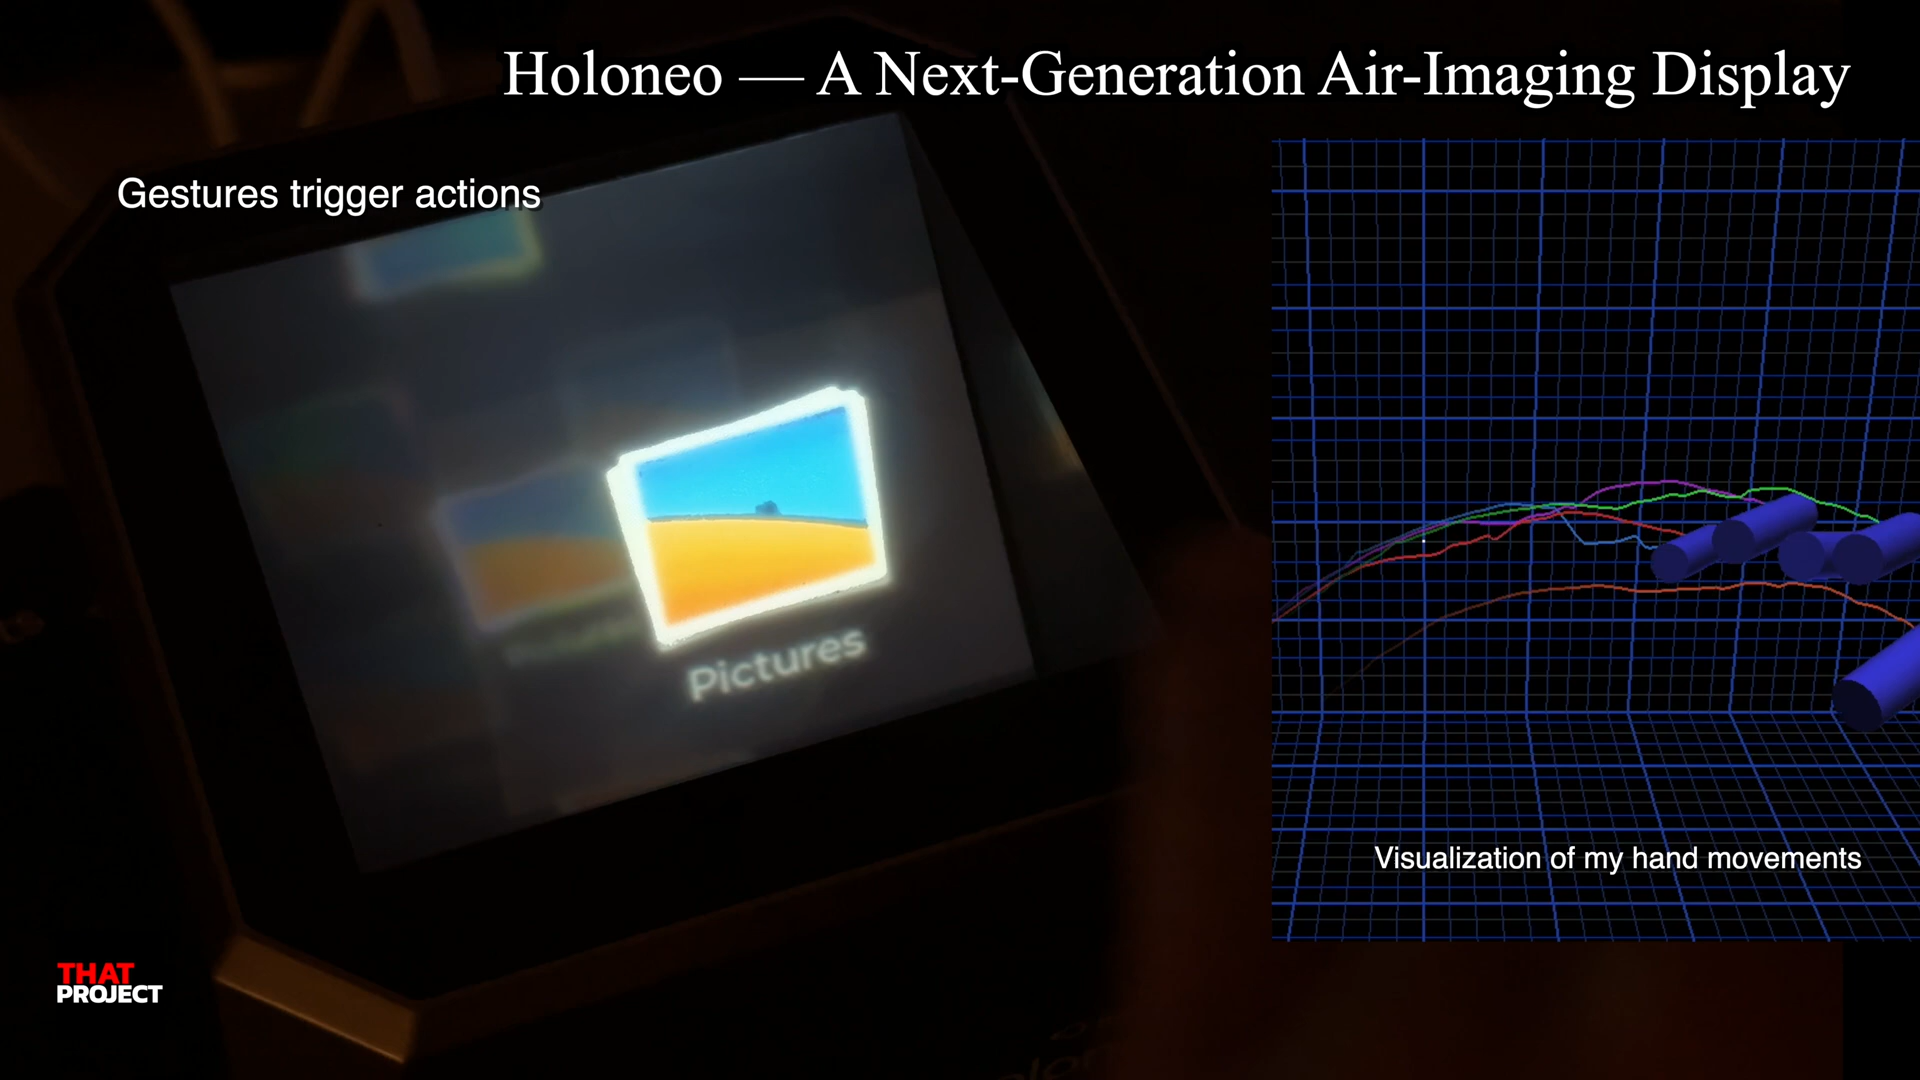 Holoneo — A Next-Generation Air-Imaging Display
Gestures trigger actions
Pictures
Visualization of my hand movements
THAT
PROJECT